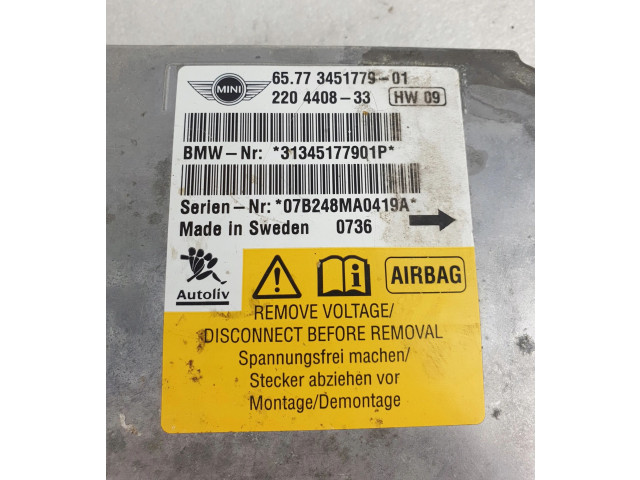 MINI
65.77 3451779-01
220 4408-33 HW 09
BMW-Nr: *31345177901P*
Serien-Nr: *07B248MA0419A*
Made in Sweden 0736
Autoliv
AIRBAG
REMOVE VOLTAGE/
DISCONNECT BEFORE REMOVAL
Spannungsfrei machen/
Stecker abziehen vor
Montage/Demontage